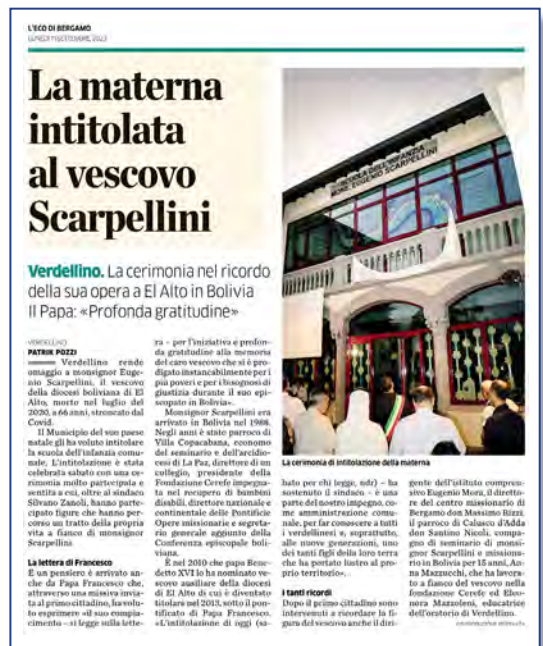 L'ECO DI BERGAMO
LUNEDÌ 11 SETTEMBRE 2023
La materna
intitolata
al vescovo
Scarpellini
Verdellino. La cerimonia nel ricordo
della sua opera a El Alto in Bolivia
Il Papa: «Profonda gratitudine»
VERDELLINO
PATRIK POZZI
Verdellino rende
omaggio a monsignor Euge-
nio Scarpellini, il vescovo
della diocesi boliviana di El
Alto, morto nel luglio del
2020, a 66 anni, stroncato dal
Covid.
Il Municipio del suo paese
natale gli ha voluto intitolare
la scuola dell'infanzia comu-
nale. L'intitolazione è stata
celebrata sabato con una ce-
rimonia molto partecipata e
sentita a cui, oltre al sindaco
Silvano Zanoli, hanno parte-
cipato figure che hanno per-
corso un tratto della propria
vita a fianco di monsignor
Scarpellini.
La lettera di Francesco
E un pensiero è arrivato an-
che da Papa Francesco che,
attraverso una missiva invia-
ta al primo cittadino, ha volu-
to esprimere «il suo compia-
cimento – si legge sulla lette-
ra – per l'iniziativa e profon-
da gratitudine alla memoria
del caro vescovo che si è pro-
digato instancabilmente per i
più poveri e per i bisognosi di
giustizia durante il suo epi-
scopato in Bolivia».
Monsignor Scarpellini era
arrivato in Bolivia nel 1988.
Negli anni è stato parroco di
Villa Copacabana, economo
del seminario e dell'arcidio-
cesi di La Paz, direttore di un
collegio, presidente della
Fondazione Cerefe impegna-
ta nel recupero di bambini
disabili, direttore nazionale e
continentale delle Pontificie
Opere missionarie e segreta-
rio generale aggiunto della
Conferenza episcopale boli-
viana.
È nel 2010 che papa Bene-
detto XVI lo ha nominato ve-
scovo ausiliare della diocesi
di El Alto di cui è diventato
titolare nel 2013, sotto il pon-
tificato di Papa Francesco.
«L'intitolazione di oggi (sa-
SCUOLA DELL'INFANZIA
MONS. EUGENIO SCARPELLINI
La cerimonia di intitolazione della materna
bato per chi legge, ndr) – ha
sostenuto il sindaco – è una
parte del nostro impegno, co-
me amministrazione comu-
nale, per far conoscere a tutti
i verdellinesi e, soprattutto,
alle nuove generazioni, uno
dei tanti figli della loro terra
che ha portato lustro al pro-
prio territorio».
I tanti ricordi
Dopo il primo cittadino sono
intervenuti a ricordare la fi-
gura del vescovo anche il diri-
gente dell'istituto comprensi-
vo Eugenio Mora, il diretto-
re del centro missionario di
Bergamo don Massimo Rizzi,
il parroco di Calusco d'Adda
don Santino Nicoli, compa-
gno di seminario di monsi-
gnor Scarpellini e missiona-
rio in Bolivia per 15 anni, An-
na Mazzucchi, che ha lavora-
to a fianco del vescovo nella
fondazione Cerefe ed Eleo-
nora Mazzoleni, educatrice
dell'oratorio di Verdellino.